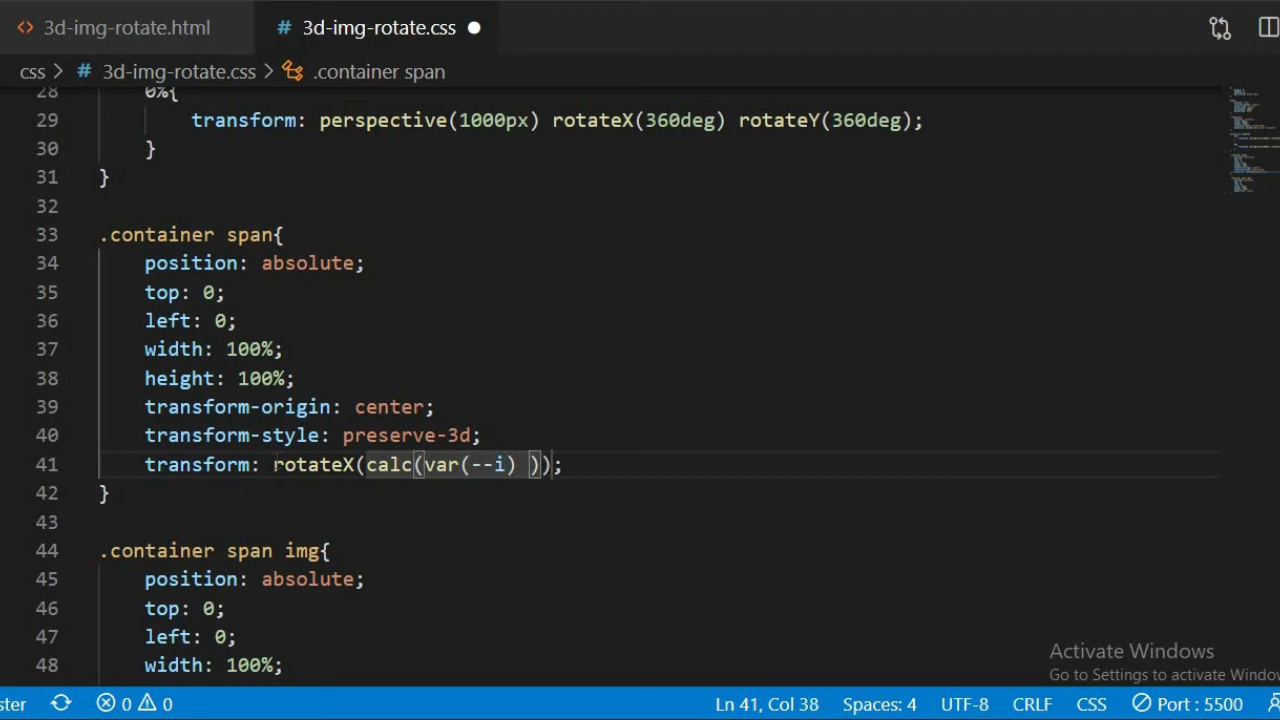 <> 3d-img-rotate.html # 3d-img-rotate.css
css > # 3d-img-rotate.css > .container span
28 0%{
29 transform: perspective(1000px) rotateX(360deg) rotateY(360deg);
30 }
31 }
32
33 .container span{
34 position: absolute;
35 top: 0;
36 left: 0;
37 width: 100%;
38 height: 100%;
39 transform-origin: center;
40 transform-style: preserve-3d;
41 transform: rotateX(calc(var(--i) ));
42 }
43
44 .container span img{
45 position: absolute;
46 top: 0;
47 left: 0;
48 width: 100%;
Activate Windows
Go to Settings to activate Windo
ster 0 0 Ln 41, Col 38 Spaces: 4 UTF-8 CRLF CSS Port : 5500